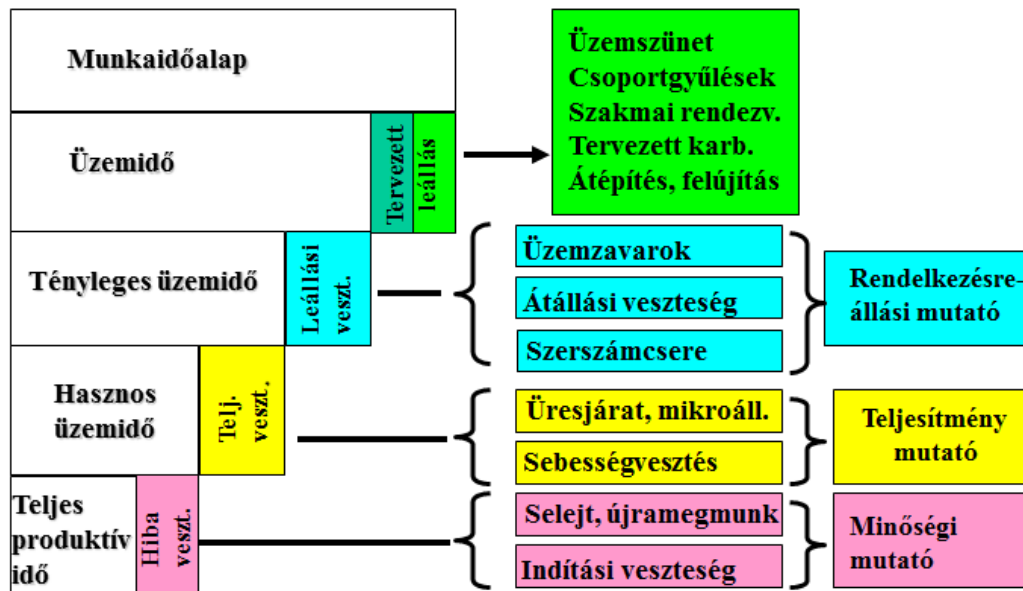 Munkaidőalap
Üzemszünet
Csoportgyűlések
Szakmai rendezv.
Tervezett karb.
Átépítés, felújítás
Üzemidő
Tervezett
leállás
Tényleges üzemidő
Leállási
veszt.
Üzemzavarok
Átállási veszteség
Szerszámcsere
Rendelkezésre-
állási mutató
Hasznos
üzemidő
Telj.
veszt.
Üresjárat, mikroáll.
Sebességvesztés
Teljesítmény
mutató
Teljes
produktív
idő
Hiba
veszt.
Selejt, újramegmunk
Indítási veszteség
Minőségi
mutató